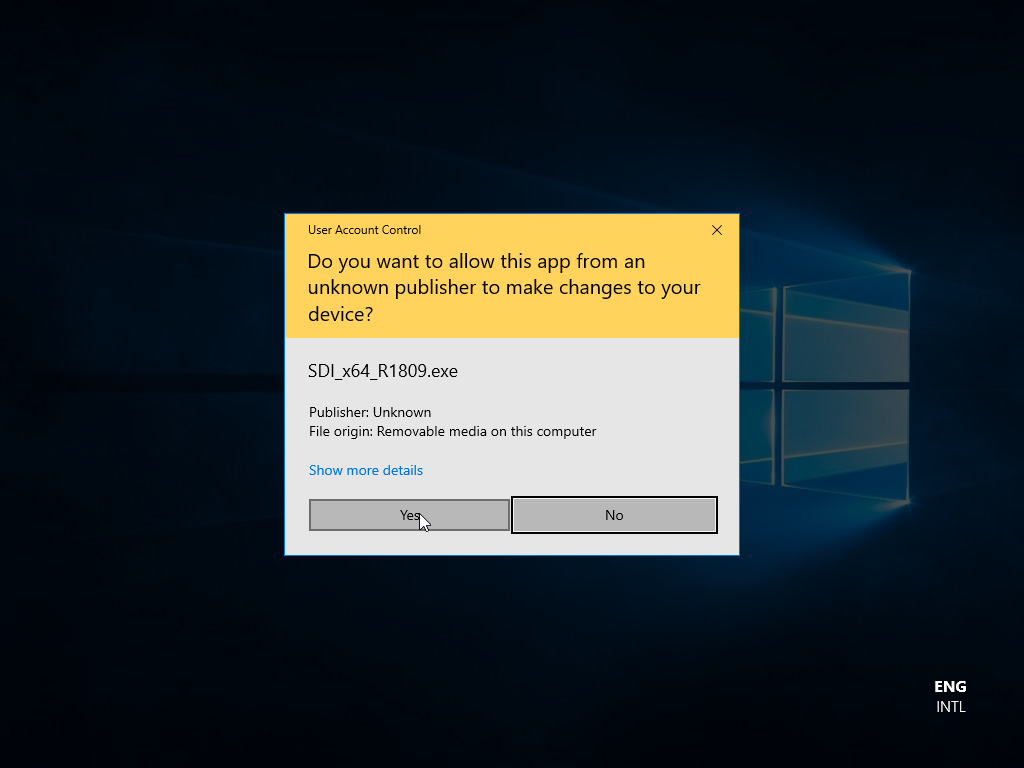 User Account Control
Do you want to allow this app from an
unknown publisher to make changes to your
device?
SDI_x64_R1809.exe
Publisher: Unknown
File origin: Removable media on this computer
Show more details
Yes
No
ENG
INTL